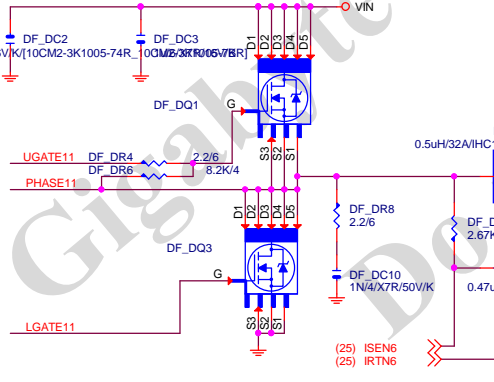 VIN
DF_DC2
DF_DC3
D1
D2
D3
D4
D5
DF_DQ1
G
S3
S2
S1
0.5uH/32A/IHC1
UGATE11
DF_DR4
2.2/6
DF_DR6
8.2K/4
PHASE11
D1
D2
D3
D4
D5
DF_DQ3
G
S3
S2
S1
DF_DR8
2.2/6
2.67K
DF_DC10
1N/4/X7R/50V/K
0.47u
LGATE11
(25) ISEN6
(25) IRTN6
Gigabyte